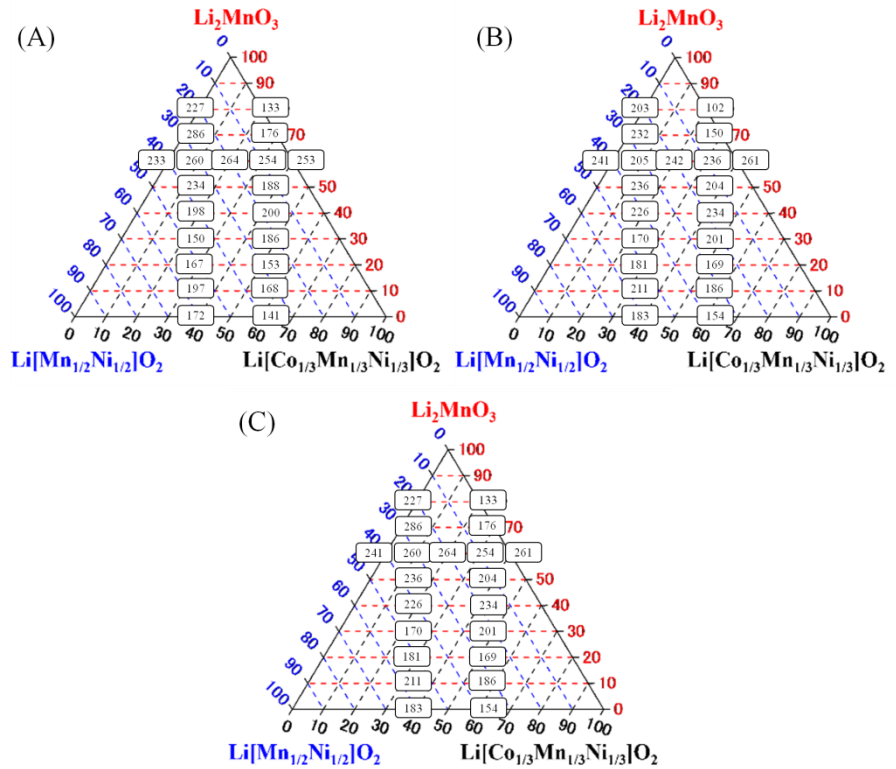 (A)
Li2MnO3
0 100
10 90
20 227 133
30 286 176 70
40 233 260 264 254 253
50 234 188 50
60 198 200 40
70 150 186 30
80 167 153 20
90 197 168 10
100 172 141 0
0 10 20 30 40 50 60 70 80 90 100
Li[Mn1/2Ni1/2]O2 Li[Co1/3Mn1/3Ni1/3]O2
(B)
Li2MnO3
0 100
10 90
20 203 102
30 232 150 70
40 241 205 242 236 261
50 236 204 50
60 226 234 40
70 170 201 30
80 181 169 20
90 211 186 10
100 183 154 0
0 10 20 30 40 50 60 70 80 90 100
Li[Mn1/2Ni1/2]O2 Li[Co1/3Mn1/3Ni1/3]O2
(C)
Li2MnO3
0 100
10 90
20 227 133
30 286 176 70
40 241 260 264 254 261
50 236 204 50
60 226 234 40
70 170 201 30
80 181 169 20
90 211 186 10
100 183 154 0
0 10 20 30 40 50 60 70 80 90 100
Li[Mn1/2Ni1/2]O2 Li[Co1/3Mn1/3Ni1/3]O2